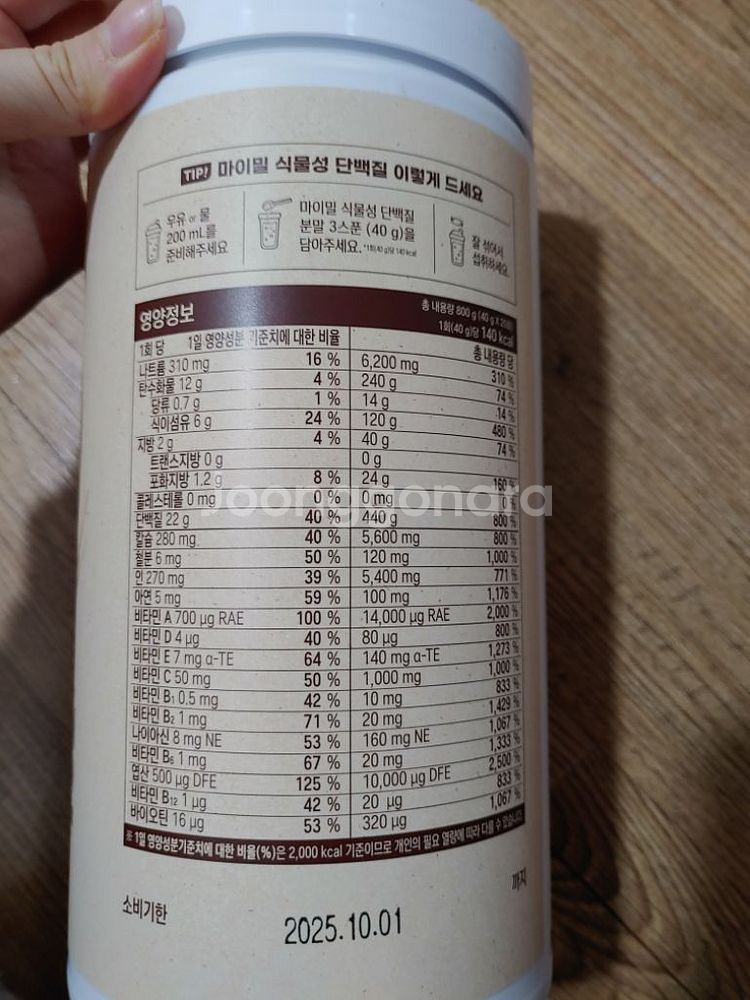 TIP! 마이밀 식물성 단백질 이렇게 드세요
우유 or 물
200 mL를
준비해주세요
마이밀 식물성 단백질
분말 3스푼 (40 g)을
담아주세요. *1회(40 g)당 140 kcal
잘 섞어서
섭취하세요.
영양정보
총 내용량 800 g (40 g X 20회)
1회(40 g)당 140 kcal
1회 당 1일 영양성분 기준치에 대한 비율 총 내용량 당
나트륨 310 mg 16 % 6,200 mg 310 %
탄수화물 12 g 4 % 240 g 74 %
당류 0.7 g 1 % 14 g 14 %
식이섬유 6 g 24 % 120 g 480 %
지방 2 g 4 % 40 g 74 %
트랜스지방 0 g 0 g
포화지방 1.2 g 8 % 24 g 160 %
콜레스테롤 0 mg 0 % 0 mg 0 %
단백질 22 g 40 % 440 g 800 %
칼슘 280 mg 40 % 5,600 mg 800 %
철분 6 mg 50 % 120 mg 1,000 %
인 270 mg 39 % 5,400 mg 771 %
아연 5 mg 59 % 100 mg 1,176 %
비타민 A 700 µg RAE 100 % 14,000 µg RAE 2,000 %
비타민 D 4 µg 40 % 80 µg 800 %
비타민 E 7 mg α-TE 64 % 140 mg α-TE 1,273 %
비타민 C 50 mg 50 % 1,000 mg 1,000 %
비타민 B₁ 0.5 mg 42 % 10 mg 833 %
비타민 B₂ 1 mg 71 % 20 mg 1,429 %
나이아신 8 mg NE 53 % 160 mg NE 1,067 %
비타민 B₆ 1 mg 67 % 20 mg 1,333 %
엽산 500 µg DFE 125 % 10,000 µg DFE 2,500 %
비타민 B₁₂ 1 µg 42 % 20 µg 833 %
바이오틴 16 µg 53 % 320 µg 1,067 %
※ 1일 영양성분기준치에 대한 비율(%)은 2,000 kcal 기준이므로 개인의 필요 열량에 따라 다를 수 있습니다.
소비기한
2025.10.01
까지
Joongonara